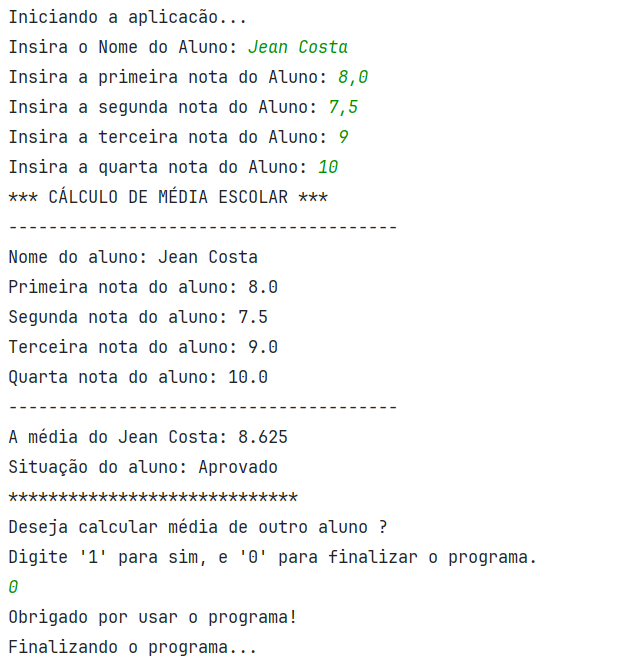 Iniciando a aplicacão...
Insira o Nome do Aluno: Jean Costa
Insira a primeira nota do Aluno: 8,0
Insira a segunda nota do Aluno: 7,5
Insira a terceira nota do Aluno: 9
Insira a quarta nota do Aluno: 10
*** CÁLCULO DE MÉDIA ESCOLAR ***
---------------------------------------
Nome do aluno: Jean Costa
Primeira nota do aluno: 8.0
Segunda nota do aluno: 7.5
Terceira nota do aluno: 9.0
Quarta nota do aluno: 10.0
---------------------------------------
A média do Jean Costa: 8.625
Situação do aluno: Aprovado
*****************************
Deseja calcular média de outro aluno ?
Digite '1' para sim, e '0' para finalizar o programa.
0
Obrigado por usar o programa!
Finalizando o programa...